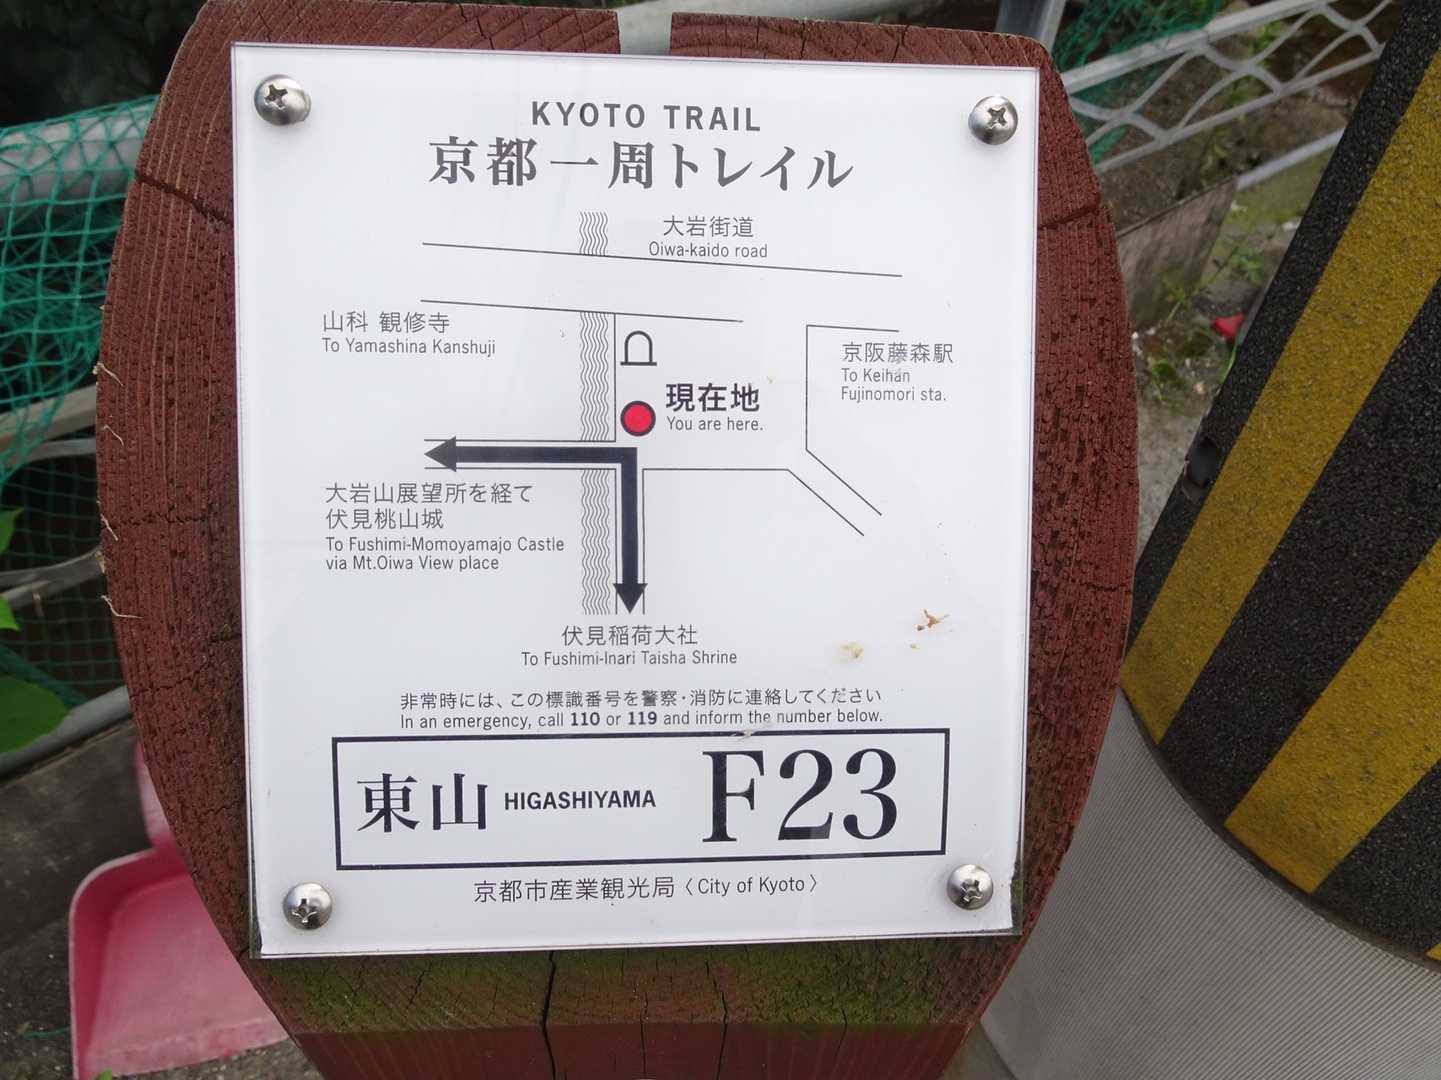 KYOTO TRAIL
京都一周トレイル
大岩街道
Oiwa-kaido road
山科 観修寺
To Yamashina Kanshuji
京阪藤森駅
To Keihan
Fujinomori sta.
現在地
You are here.
大岩山展望所を経て
伏見桃山城
To Fushimi-Momoyamajo Castle
via Mt.Oiwa View place
伏見稲荷大社
To Fushimi-Inari Taisha Shrine
非常時には、この標識番号を警察・消防に連絡してください
In an emergency, call 110 or 119 and inform the number below.
東山 HIGASHIYAMA F23
京都市産業観光局〈City of Kyoto〉